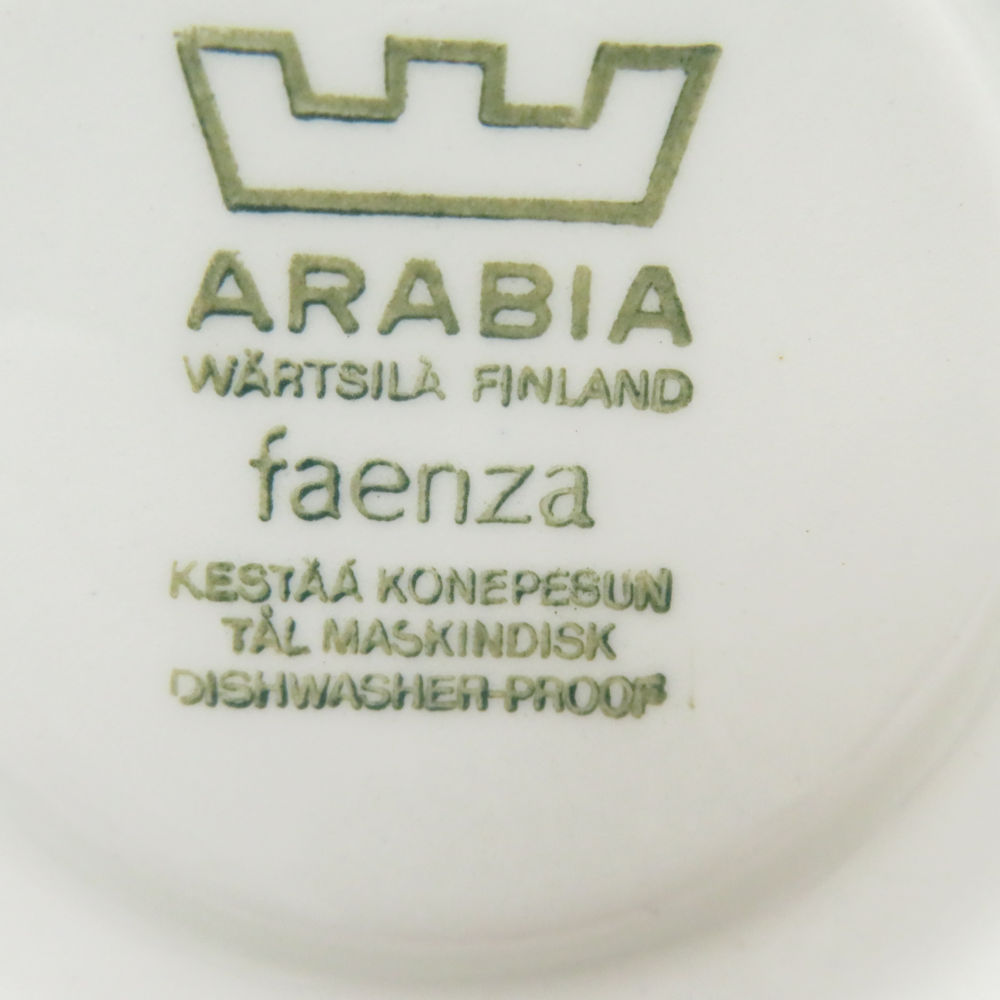 ARABIA
WÄRTSILÄ FINLAND
faenza
KESTÄÄ KONEPESUN
TÅL MASKINDISK
DISHWASHER-PROOF